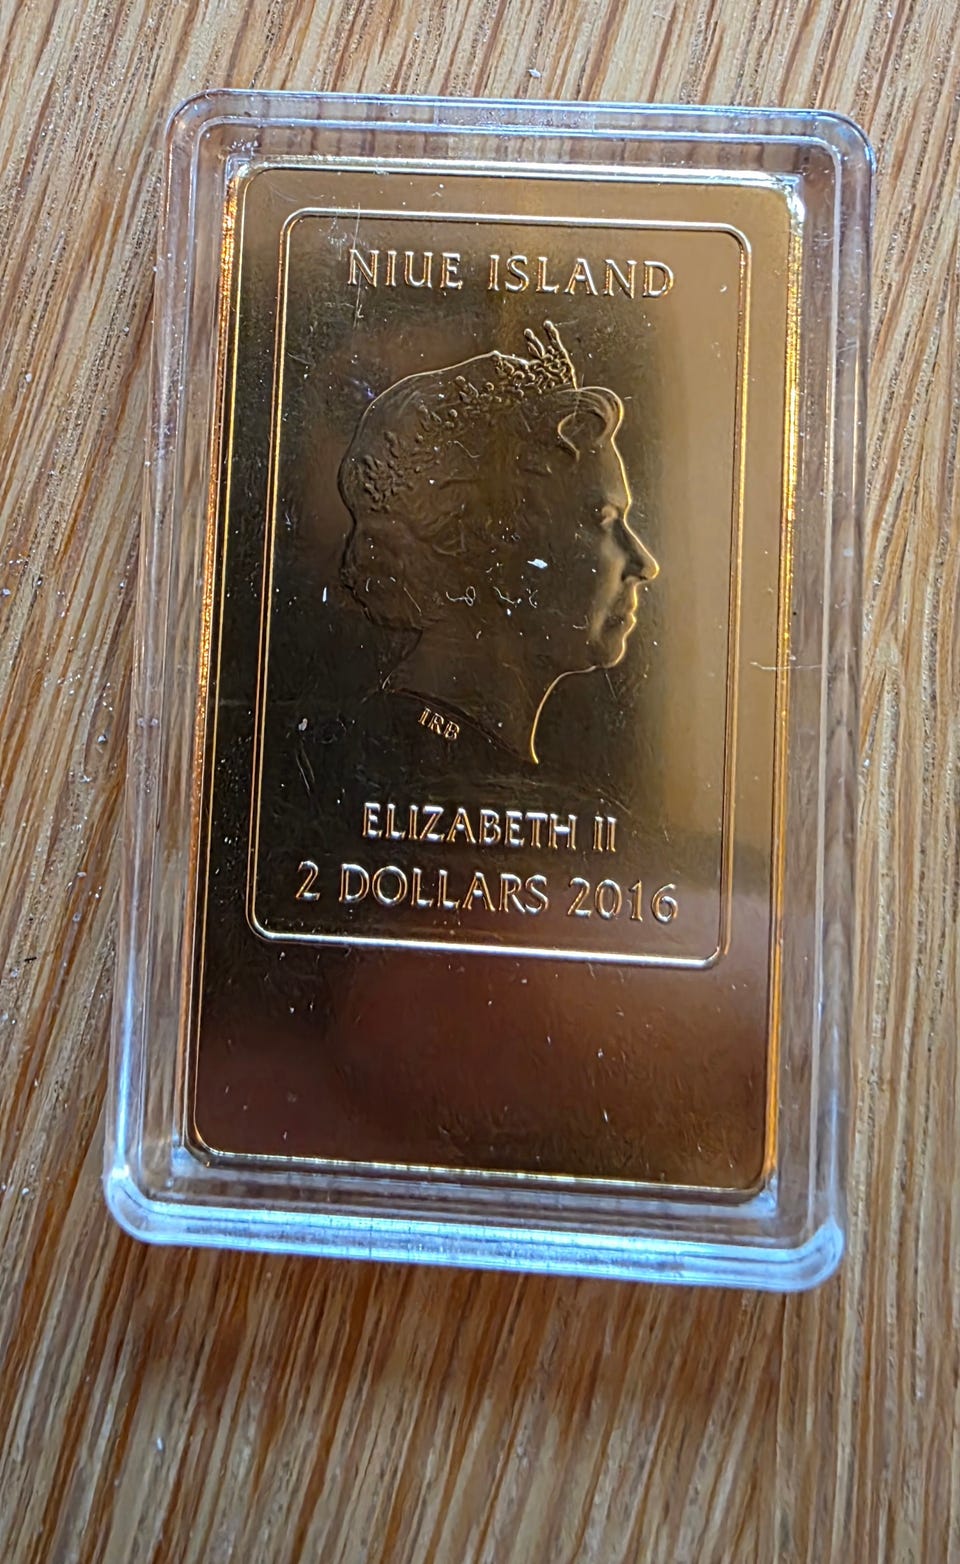 NIUE ISLAND
IRB
ELIZABETH II
2 DOLLARS 2016